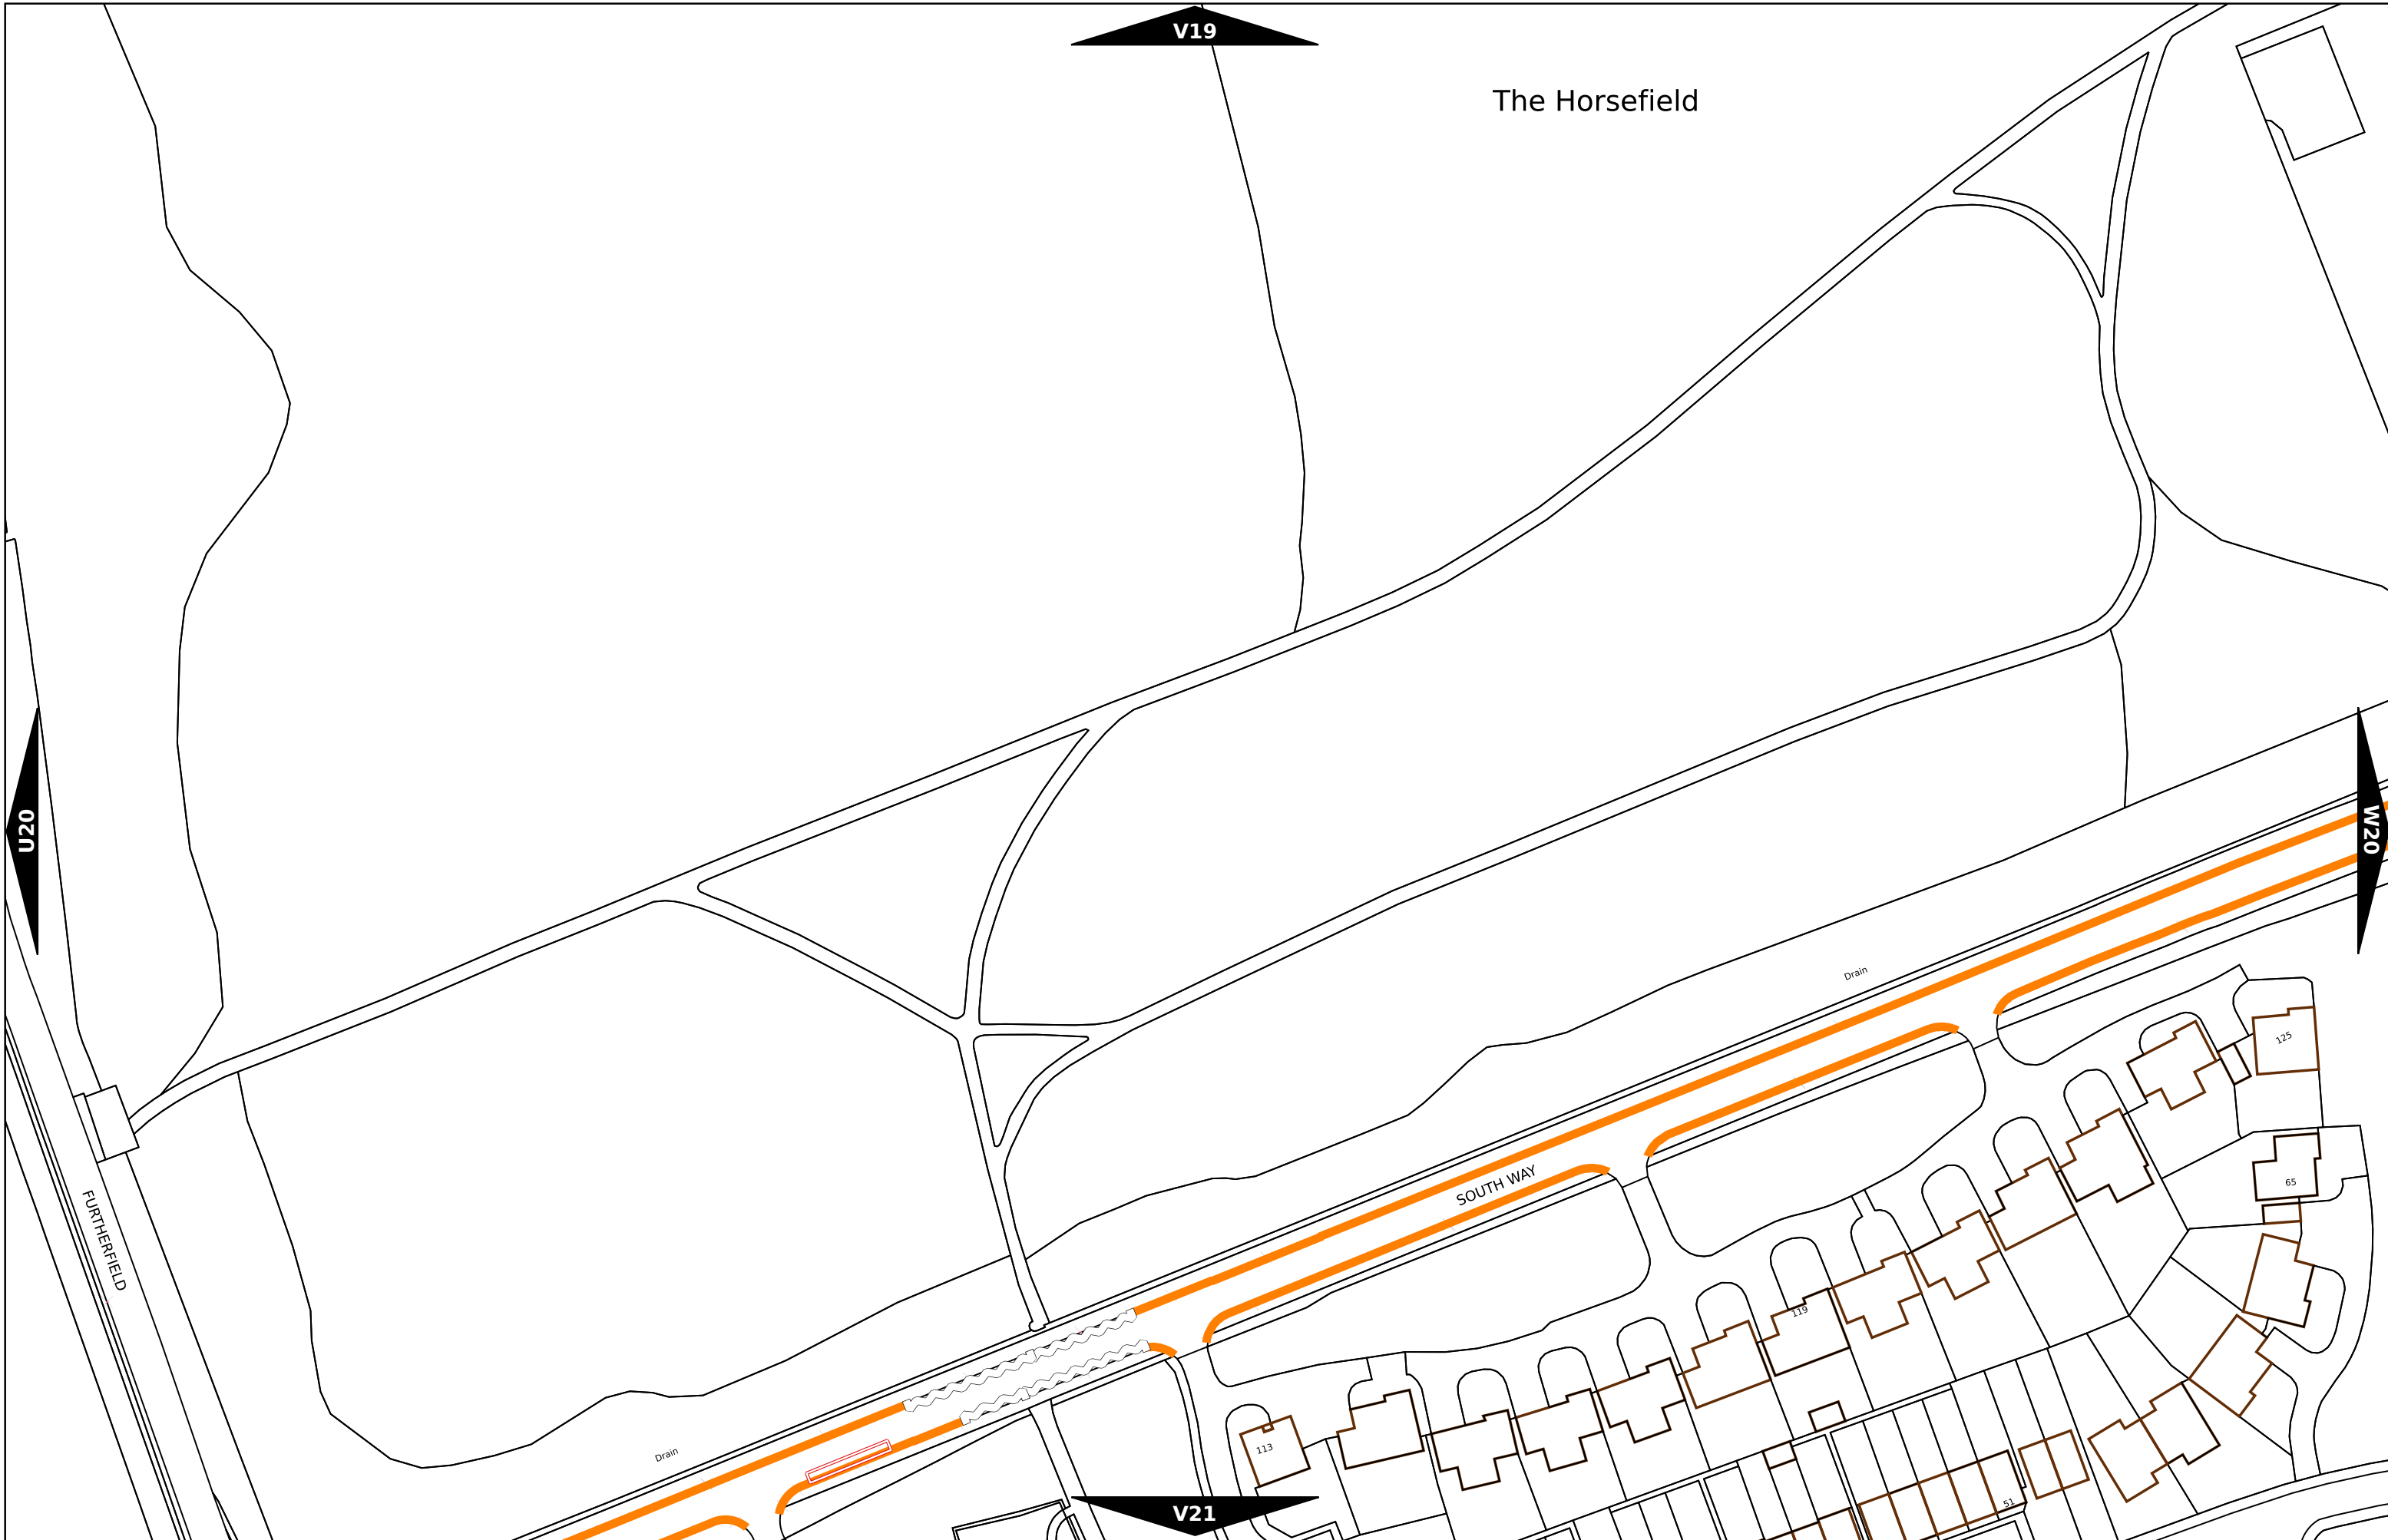 V19
The Horsefield
U20
W20
Drain
125
65
SOUTH WAY
FURTHERFIELD
119
113
Drain
51
V21